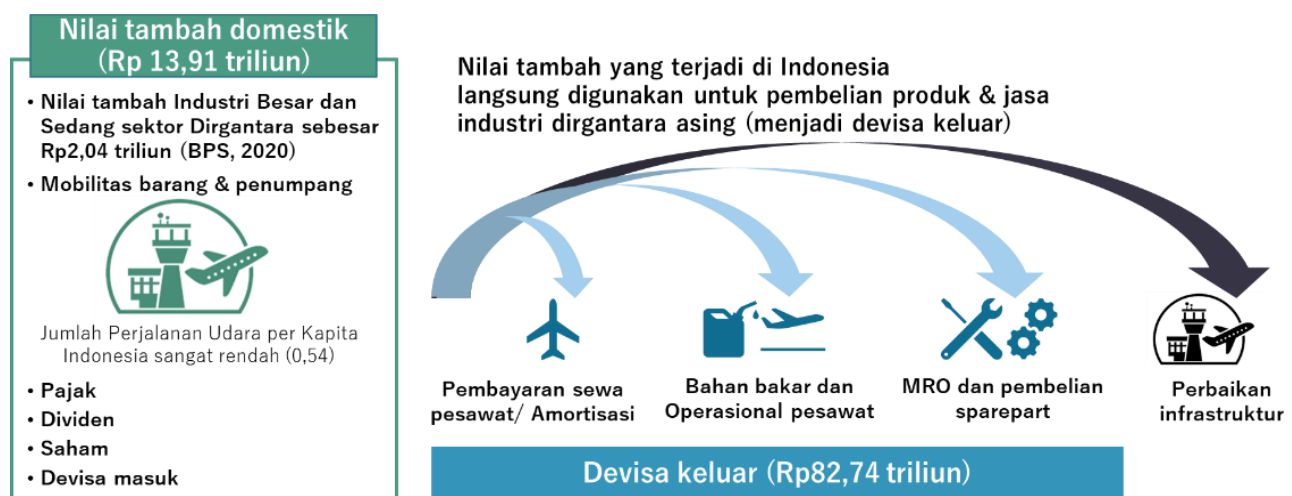 Nilai tambah domestik
(Rp 13,91 triliun)
• Nilai tambah Industri Besar dan
Sedang sektor Dirgantara sebesar
Rp2,04 triliun (BPS, 2020)
• Mobilitas barang & penumpang
Jumlah Perjalanan Udara per Kapita
Indonesia sangat rendah (0,54)
• Pajak
• Dividen
• Saham
• Devisa masuk
Nilai tambah yang terjadi di Indonesia
langsung digunakan untuk pembelian produk & jasa
industri dirgantara asing (menjadi devisa keluar)
Pembayaran sewa
pesawat/ Amortisasi
Bahan bakar dan
Operasional pesawat
MRO dan pembelian
sparepart
Perbaikan
infrastruktur
Devisa keluar (Rp82,74 triliun)